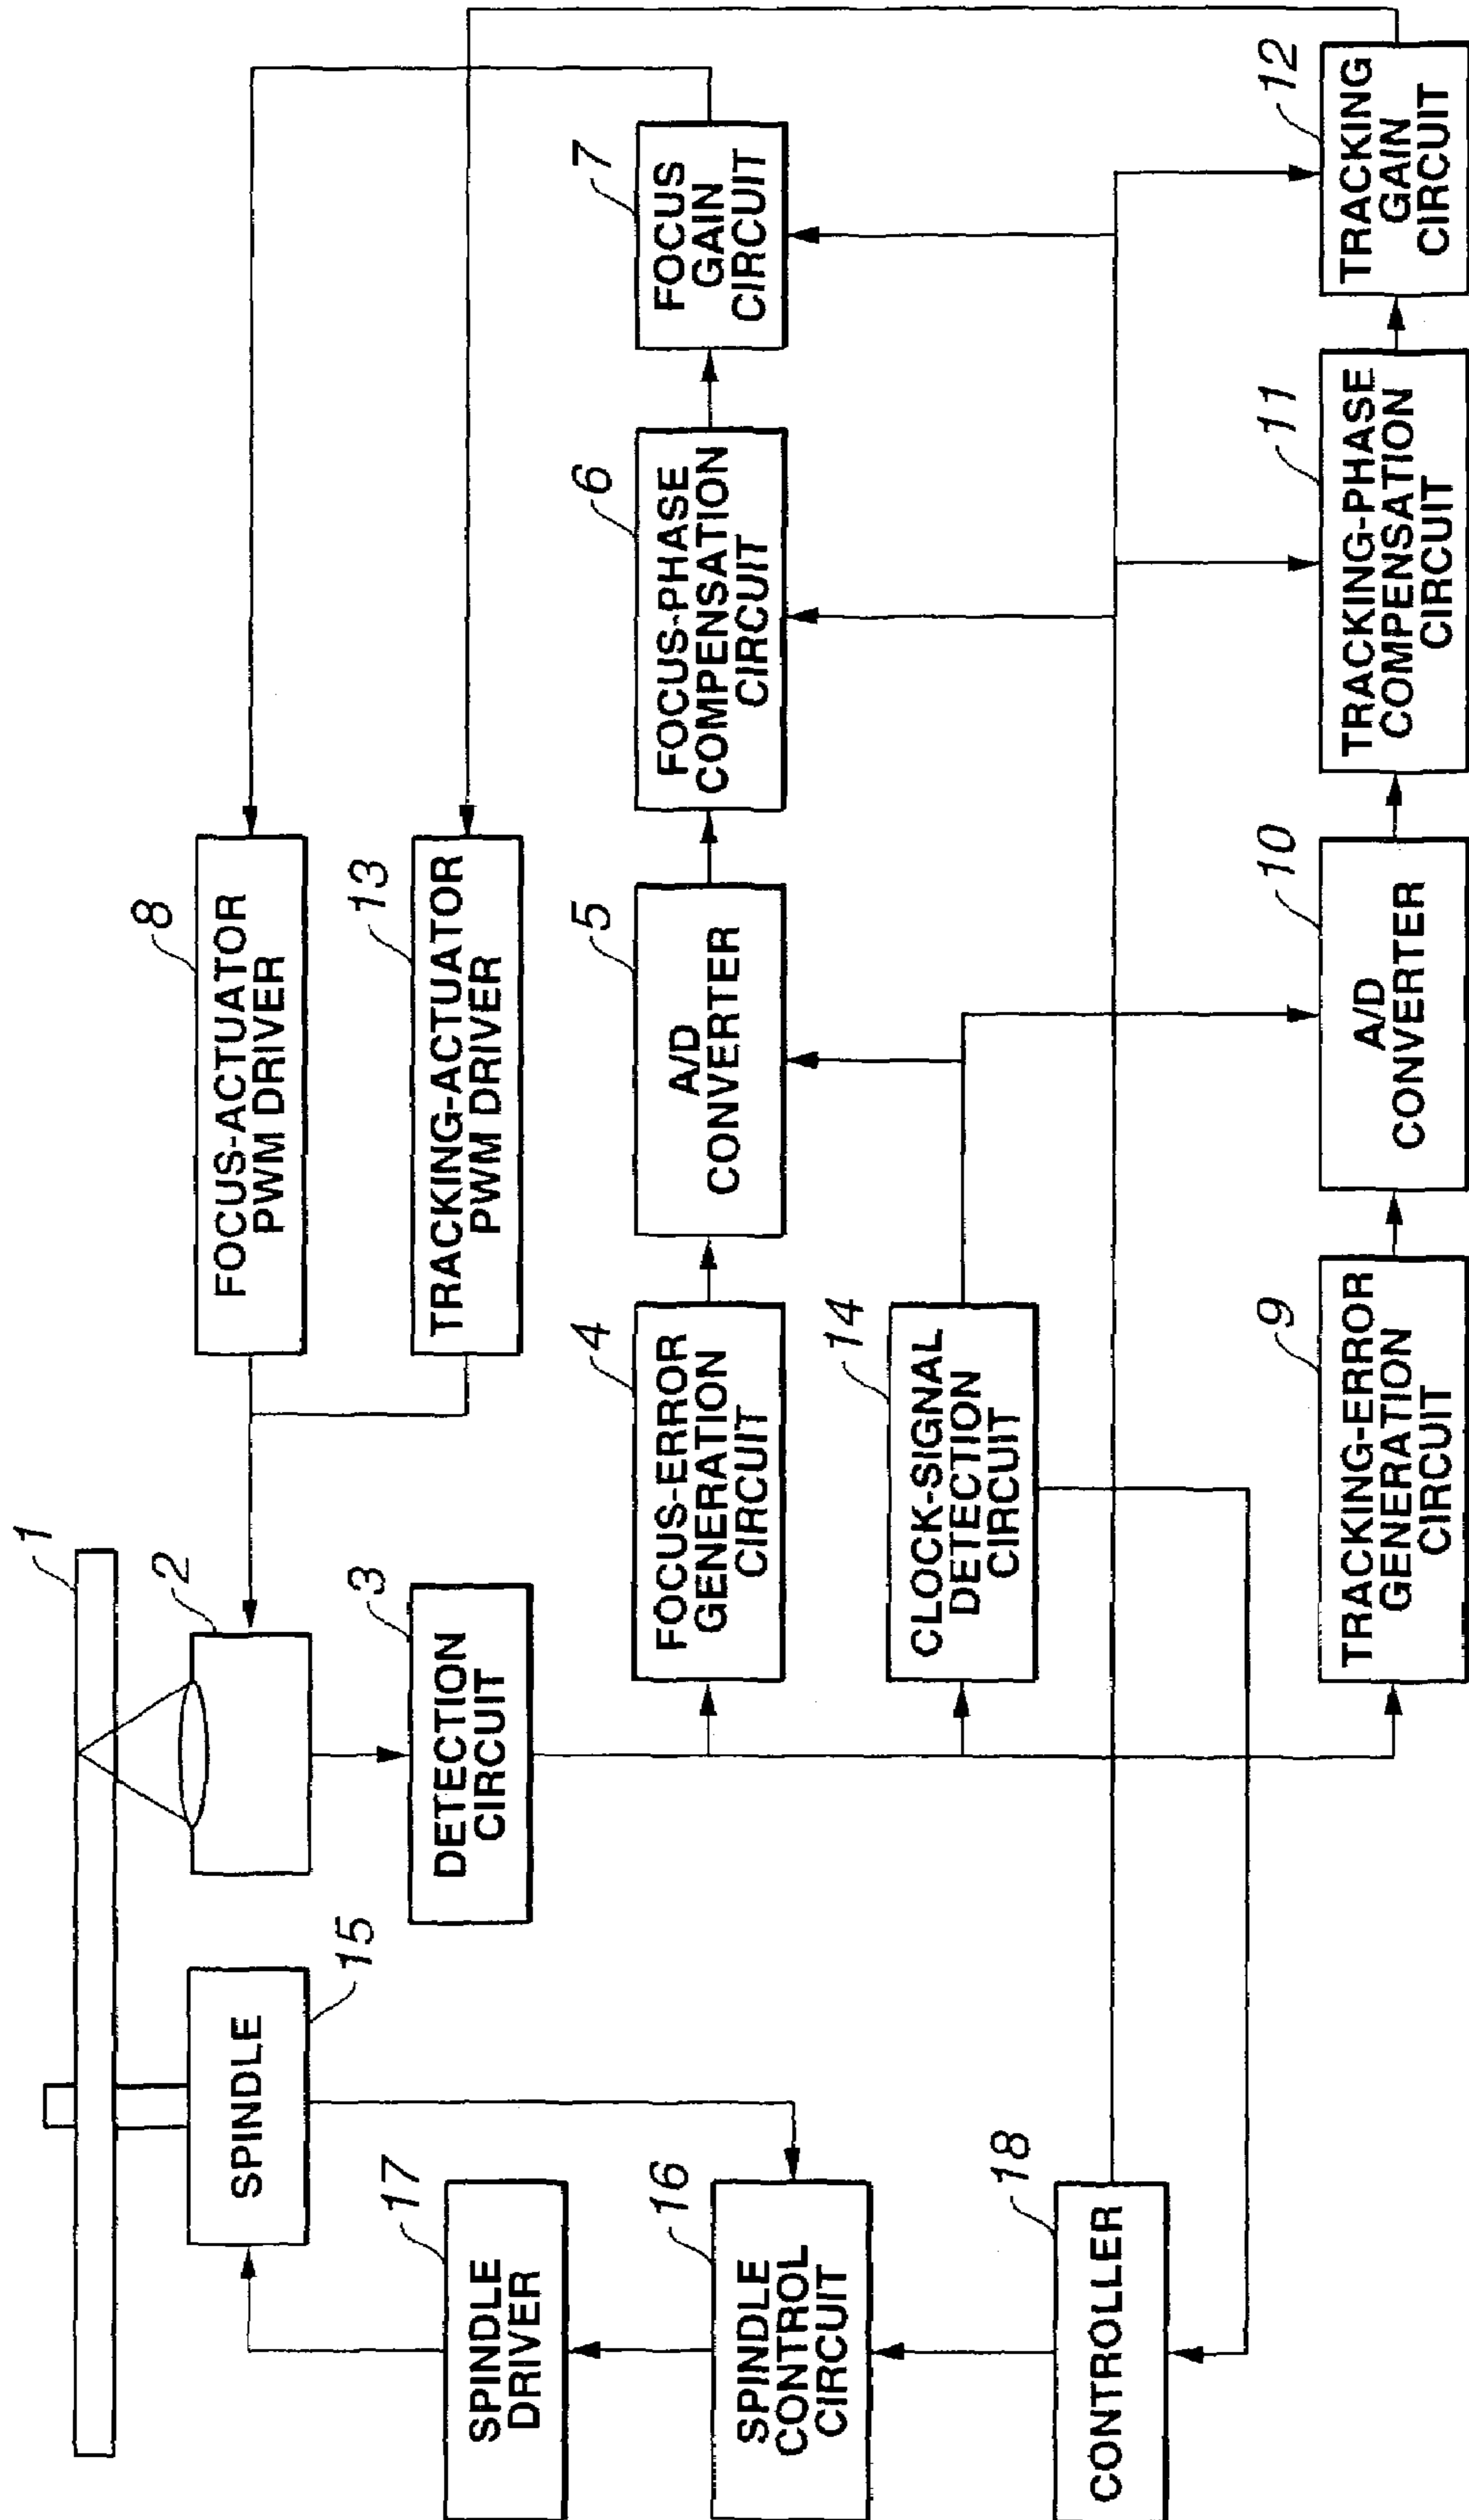 1
2
8
FOCUS-ACTUATOR
PWM DRIVER
13
TRACKING-ACTUATOR
PWM DRIVER
SPINDLE
15
3
DETECTION
CIRCUIT
17
SPINDLE
DRIVER
16
SPINDLE
CONTROL
CIRCUIT
4
FOCUS-ERROR
GENERATION
CIRCUIT
5
A/D
CONVERTER
6
FOCUS-PHASE
COMPENSATION
CIRCUIT
7
FOCUS
GAIN
CIRCUIT
14
CLOCK-SIGNAL
DETECTION
CIRCUIT
18
CONTROLLER
9
TRACKING-ERROR
GENERATION
CIRCUIT
10
A/D
CONVERTER
11
TRACKING-PHASE
COMPENSATION
CIRCUIT
12
TRACKING
GAIN
CIRCUIT